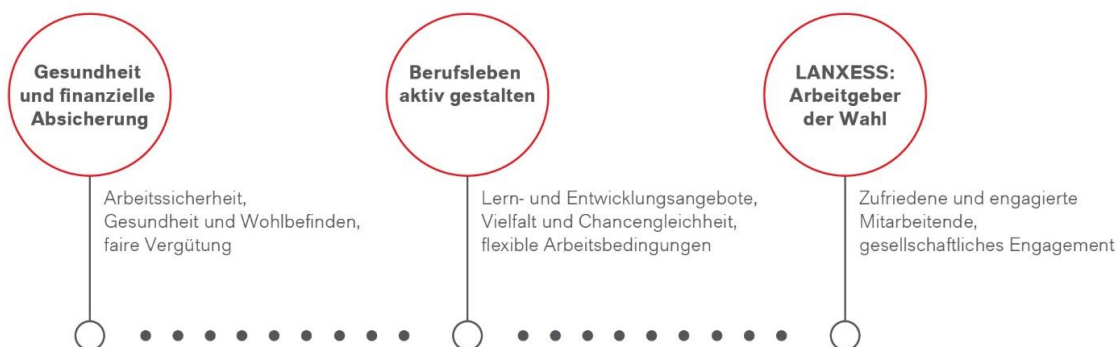 Gesundheit
und finanzielle
Absicherung
Arbeitssicherheit,
Gesundheit und Wohlbefinden,
faire Vergütung
Berufsleben
aktiv gestalten
Lern- und Entwicklungsangebote,
Vielfalt und Chancengleichheit,
flexible Arbeitsbedingungen
LANXESS:
Arbeitgeber
der Wahl
Zufriedene und engagierte
Mitarbeitende,
gesellschaftliches Engagement